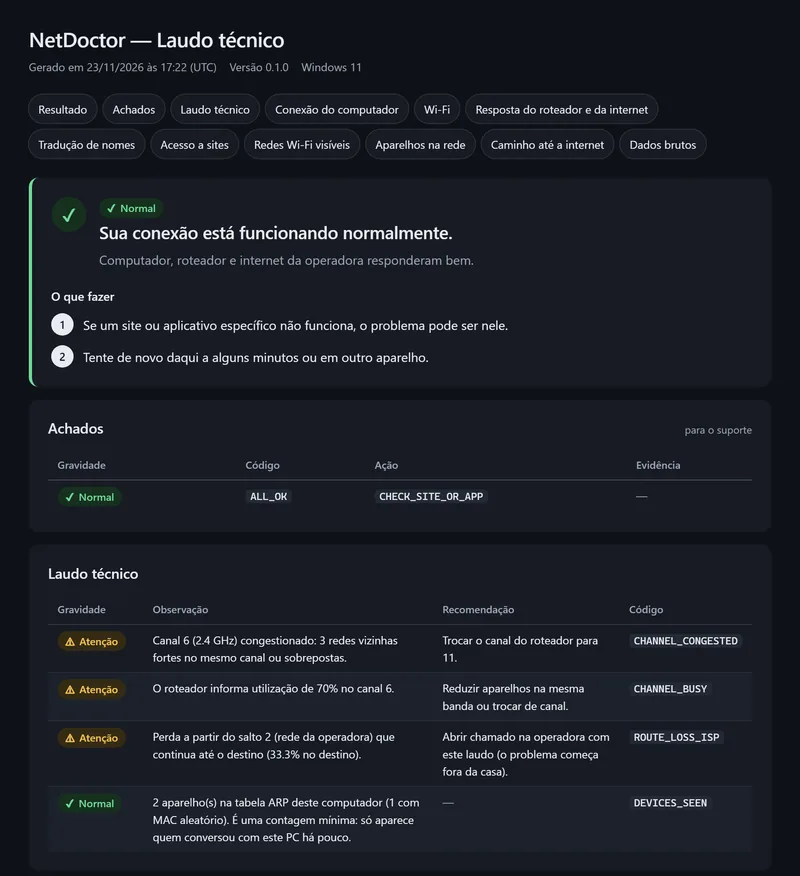 NetDoctor — Laudo técnico
Gerado em 23/11/2026 às 17:22 (UTC) Versão 0.1.0 Windows 11
Resultado Achados Laudo técnico Conexão do computador Wi-Fi Resposta do roteador e da internet
Tradução de nomes Acesso a sites Redes Wi-Fi visíveis Aparelhos na rede Caminho até a internet Dados brutos
✓ ✓ Normal
Sua conexão está funcionando normalmente.
Computador, roteador e internet da operadora responderam bem.
O que fazer
1 Se um site ou aplicativo específico não funciona, o problema pode ser nele.
2 Tente de novo daqui a alguns minutos ou em outro aparelho.
Achados para o suporte
Gravidade Código Ação Evidência
✓ Normal ALL_OK CHECK_SITE_OR_APP —
Laudo técnico
Gravidade Observação Recomendação Código
⚠ Atenção Canal 6 (2.4 GHz) congestionado: 3 redes vizinhas Trocar o canal do roteador para CHANNEL_CONGESTED
fortes no mesmo canal ou sobrepostas. 11.
⚠ Atenção O roteador informa utilização de 70% no canal 6. Reduzir aparelhos na mesma CHANNEL_BUSY
banda ou trocar de canal.
⚠ Atenção Perda a partir do salto 2 (rede da operadora) que Abrir chamado na operadora com ROUTE_LOSS_ISP
continua até o destino (33.3% no destino). este laudo (o problema começa
fora da casa).
✓ Normal 2 aparelho(s) na tabela ARP deste computador (1 com — DEVICES_SEEN
MAC aleatório). É uma contagem mínima: só aparece
quem conversou com este PC há pouco.